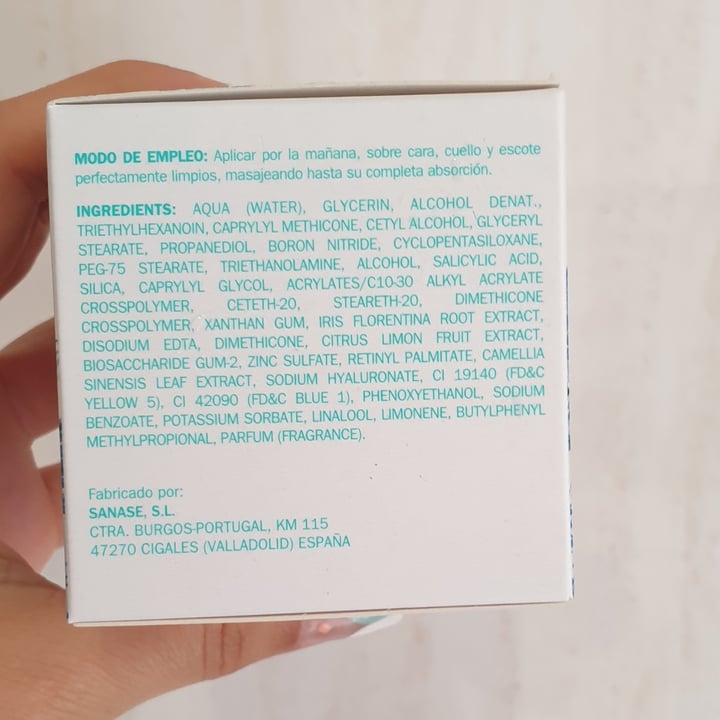 MODO DE EMPLEO: Aplicar por la mañana, sobre cara, cuello y escote
perfectamente limpios, masajeando hasta su completa absorción.
INGREDIENTS: AQUA (WATER), GLYCERIN, ALCOHOL DENAT.,
TRIETHYLHEXANOIN, CAPRYLYL METHICONE, CETYL ALCOHOL, GLYCERYL
STEARATE, PROPANEDIOL, BORON NITRIDE, CYCLOPENTASILOXANE,
PEG-75 STEARATE, TRIETHANOLAMINE, ALCOHOL, SALICYLIC ACID,
SILICA, CAPRYLYL GLYCOL, ACRYLATES/C10-30 ALKYL ACRYLATE
CROSSPOLYMER, CETETH-20, STEARETH-20, DIMETHICONE
CROSSPOLYMER, XANTHAN GUM, IRIS FLORENTINA ROOT EXTRACT,
DISODIUM EDTA, DIMETHICONE, CITRUS LIMON FRUIT EXTRACT,
BIOSACCHARIDE GUM-2, ZINC SULFATE, RETINYL PALMITATE, CAMELLIA
SINENSIS LEAF EXTRACT, SODIUM HYALURONATE, CI 19140 (FD&C
YELLOW 5), CI 42090 (FD&C BLUE 1), PHENOXYETHANOL, SODIUM
BENZOATE, POTASSIUM SORBATE, LINALOOL, LIMONENE, BUTYLPHENYL
METHYLPROPIONAL, PARFUM (FRAGRANCE).
Fabricado por:
SANASE, S.L.
CTRA. BURGOS-PORTUGAL, KM 115
47270 CIGALES (VALLADOLID) ESPAÑA